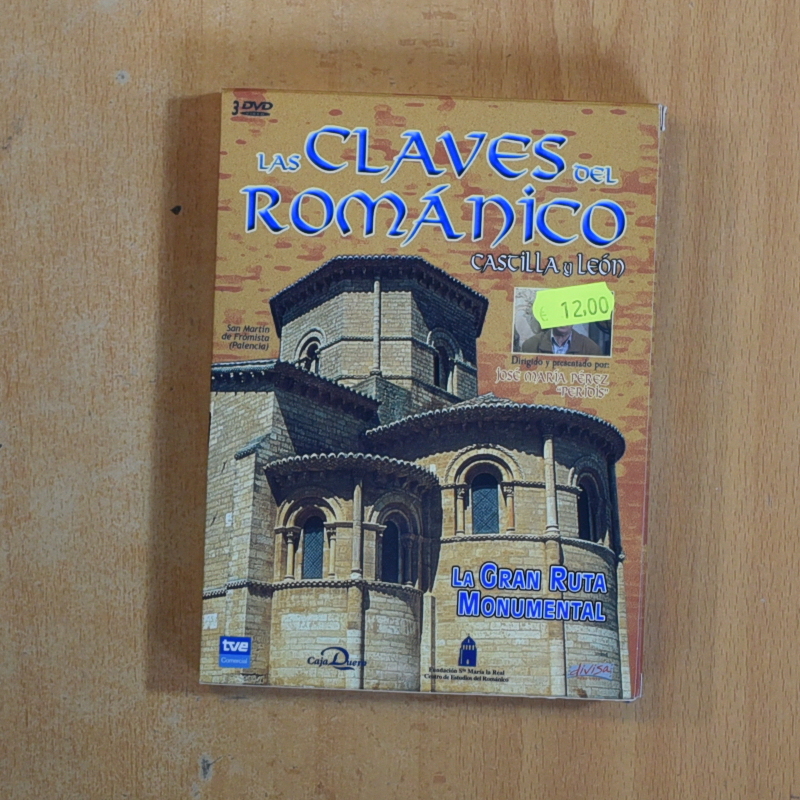 3 DVD
VIDEO
LAS CLAVES DEL
ROMÁNICO
CASTILLA y LEÓN
€ 12,00
San Martín
de Frómista
(Palencia)
Dirigido y presentado por:
JOSÉ MARÍA PÉREZ
"PERIDIS"
LA GRAN RUTA
MONUMENTAL
tve
Comercial
Caja Duero
Fundación Sta María la Real
Centro de Estudios del Románico
divisa